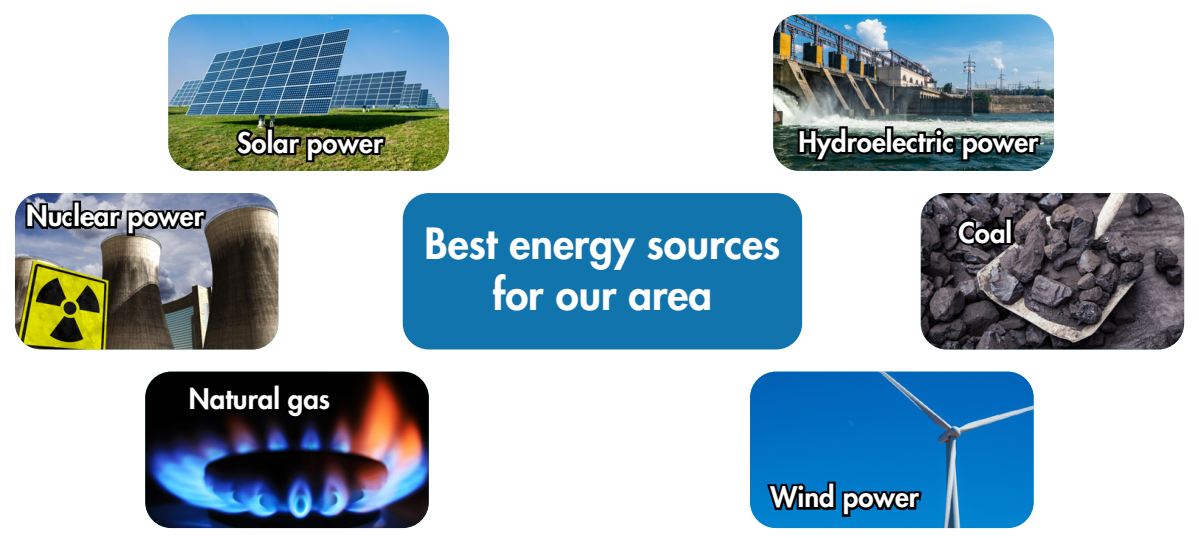 Solar power
Hydroelectric power
Nuclear power
Best energy sources
for our area
Coal
Natural gas
Wind power